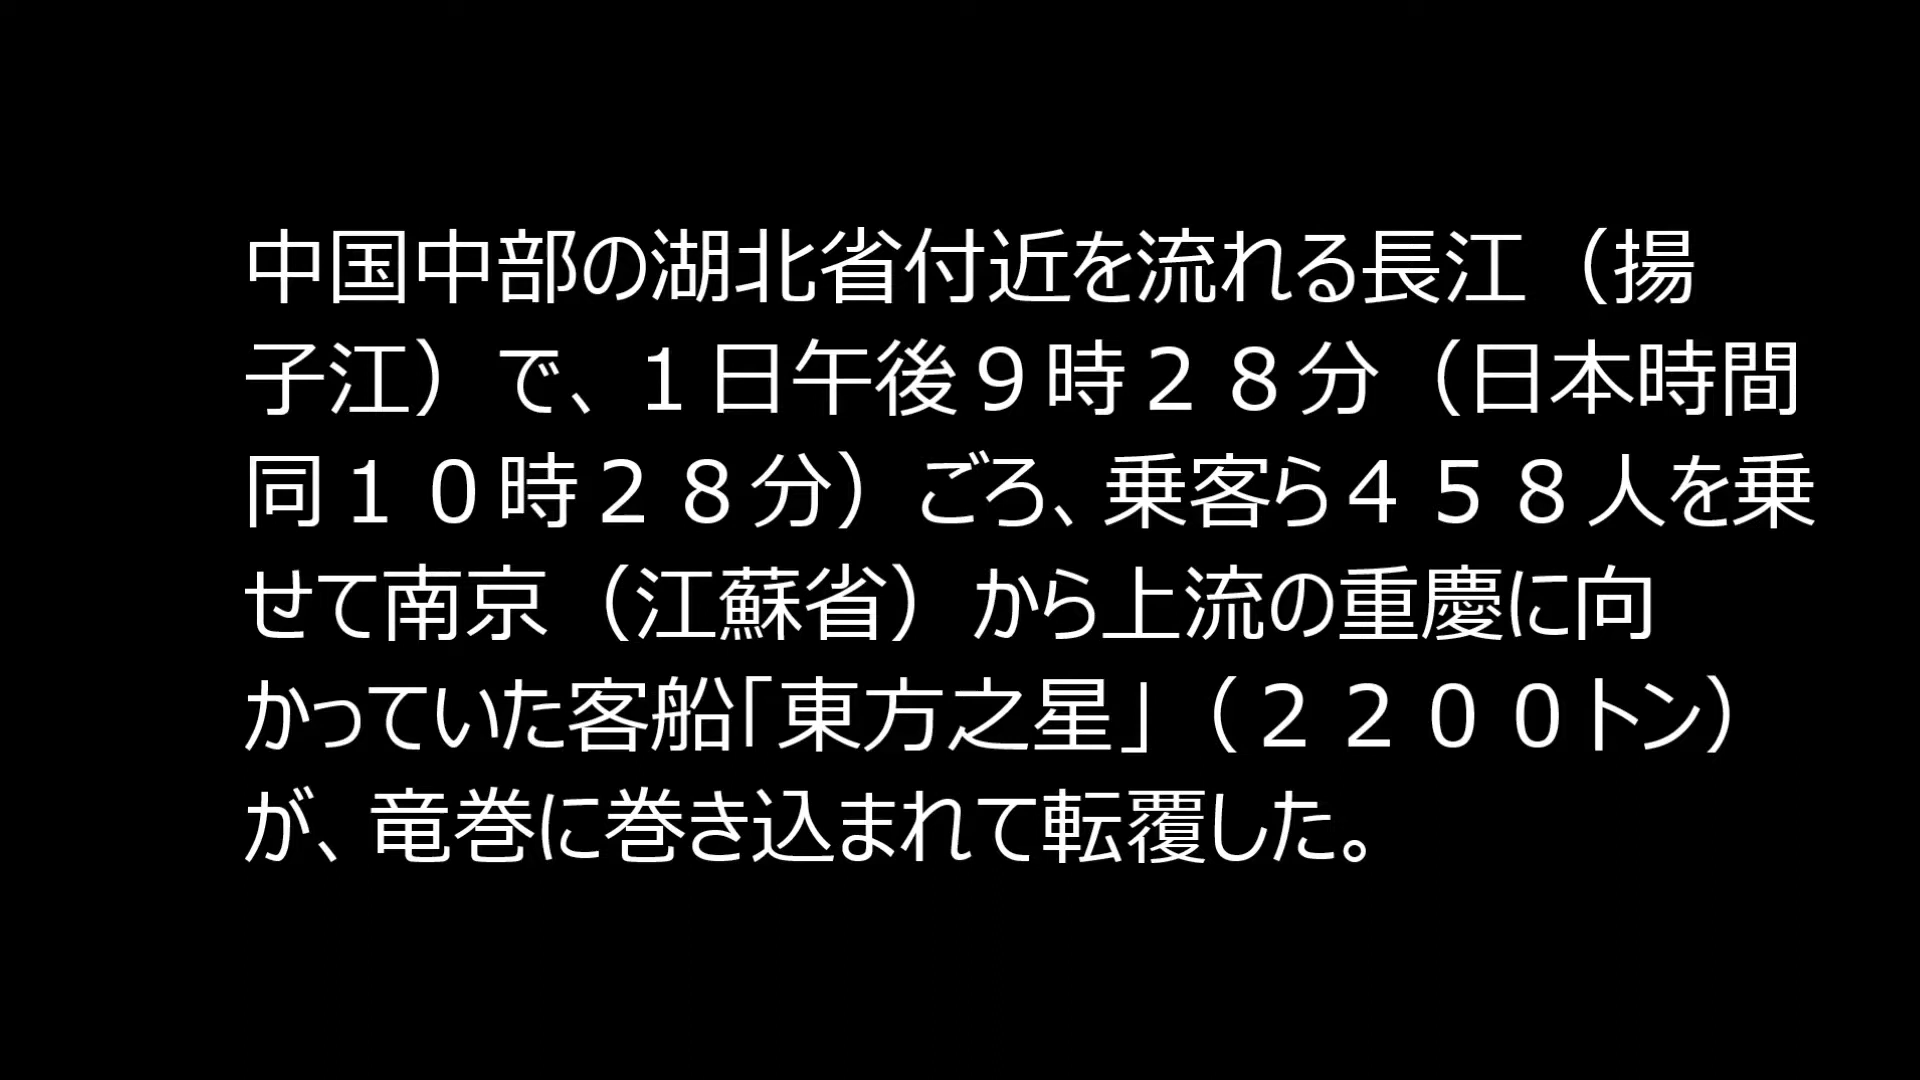 中国中部の湖北省付近を流れる長江（揚
子江）で、１日午後９時２８分（日本時間
同１０時２８分）ごろ、乗客ら４５８人を乗
せて南京（江蘇省）から上流の重慶に向
かっていた客船「東方之星」（２２００トン）
が、竜巻に巻き込まれて転覆した。